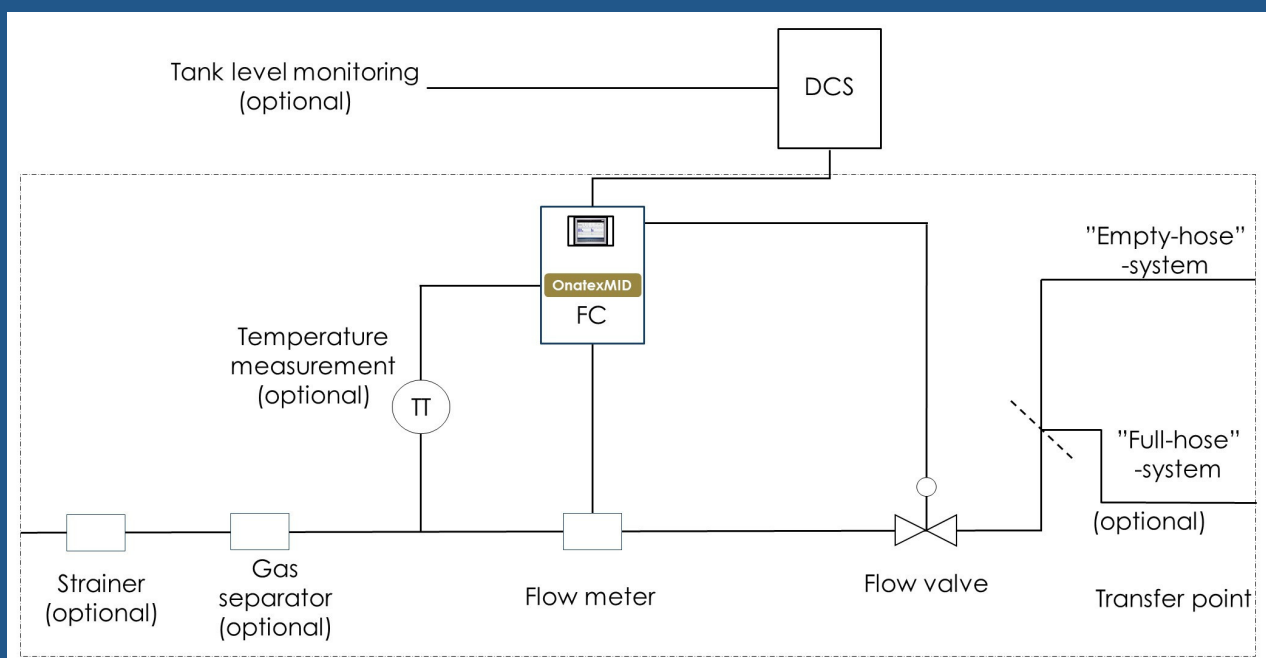 Tank level monitoring
(optional)
DCS
OnatexMID
FC
”Empty-hose”
-system
Temperature
measurement
(optional)
TT
”Full-hose”
-system
(optional)
Strainer
(optional)
Gas
separator
(optional)
Flow meter
Flow valve
Transfer point